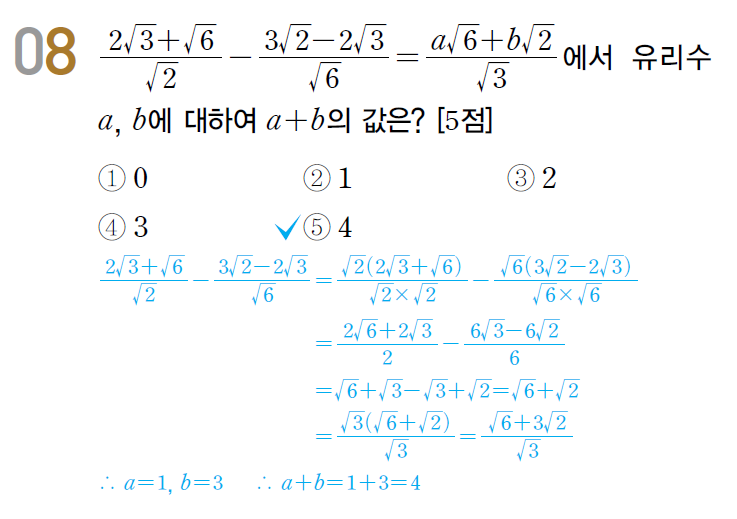 08 (2√3+√6)/√2 − (3√2−2√3)/√6 = (a√6+b√2)/√3 에서 유리수
a, b에 대하여 a+b의 값은? [5점]
① 0 ② 1 ③ 2
④ 3 ✓⑤ 4
(2√3+√6)/√2 − (3√2−2√3)/√6 = (√2(2√3+√6))/(√2×√2) − (√6(3√2−2√3))/(√6×√6)
= (2√6+2√3)/2 − (6√3−6√2)/6
=√6+√3−√3+√2=√6+√2
= (√3(√6+√2))/√3 = (√6+3√2)/√3
∴ a=1, b=3 ∴ a+b=1+3=4